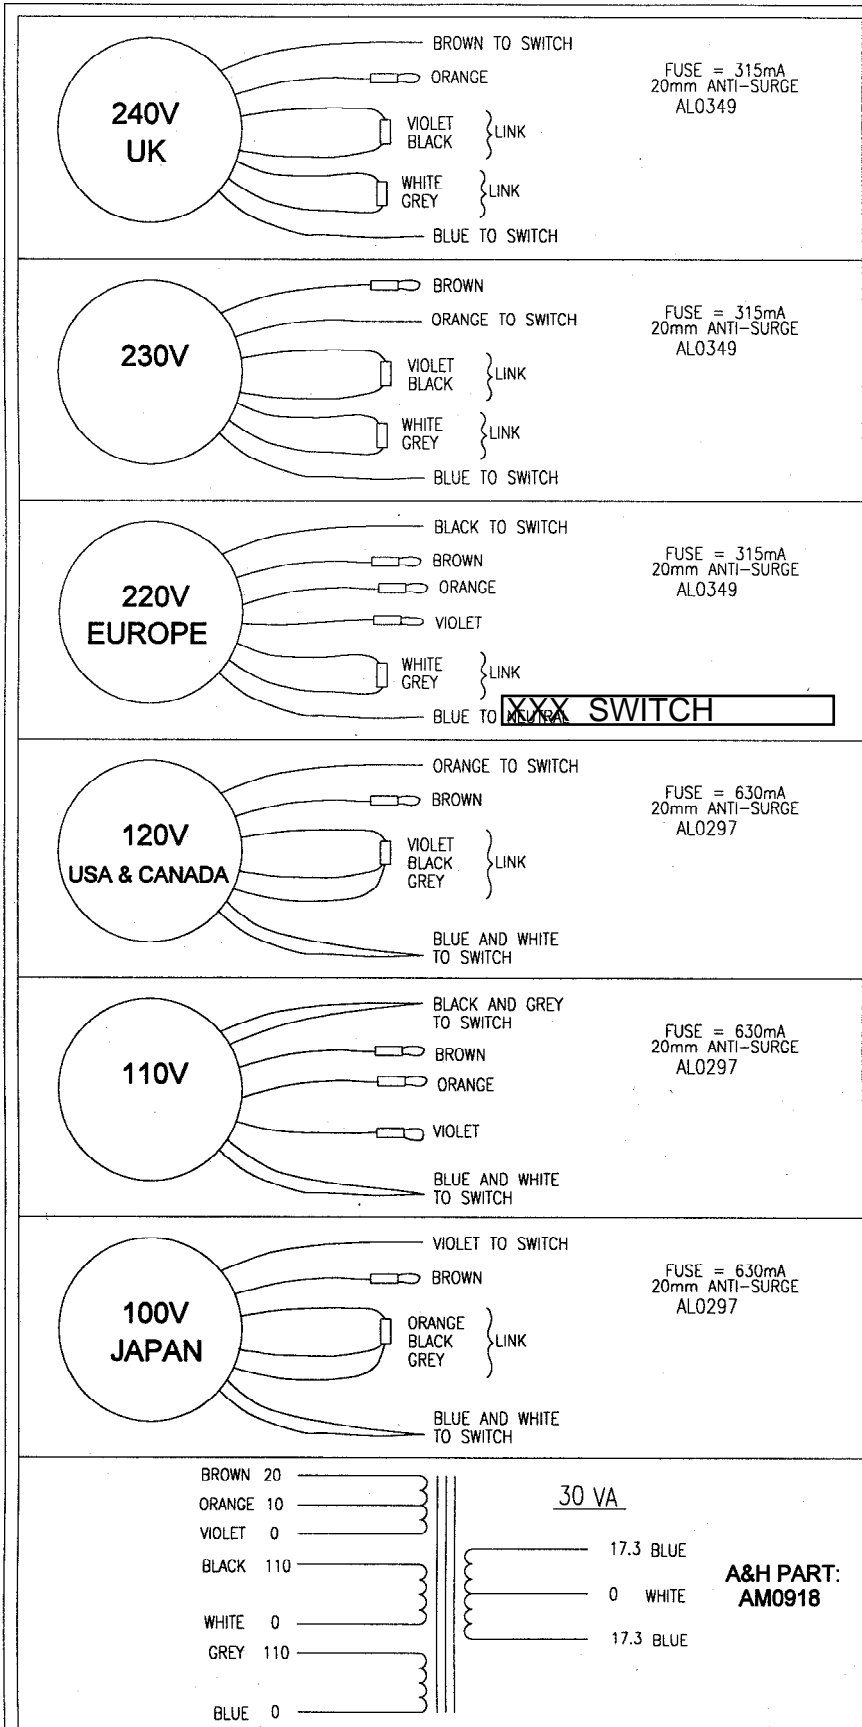 BROWN TO SWITCH
ORANGE
240V
UK
VIOLET
BLACK
LINK
WHITE
GREY
LINK
BLUE TO SWITCH
FUSE = 315mA
20mm ANTI-SURGE
AL0349
BROWN
ORANGE TO SWITCH
230V
VIOLET
BLACK
LINK
WHITE
GREY
LINK
BLUE TO SWITCH
FUSE = 315mA
20mm ANTI-SURGE
AL0349
BLACK TO SWITCH
BROWN
ORANGE
220V
EUROPE
VIOLET
WHITE
GREY
LINK
BLUE TO NEUTRAL XXX SWITCH
FUSE = 315mA
20mm ANTI-SURGE
AL0349
ORANGE TO SWITCH
BROWN
120V
USA & CANADA
VIOLET
BLACK
GREY
LINK
BLUE AND WHITE
TO SWITCH
FUSE = 630mA
20mm ANTI-SURGE
AL0297
BLACK AND GREY
TO SWITCH
BROWN
110V
ORANGE
VIOLET
BLUE AND WHITE
TO SWITCH
FUSE = 630mA
20mm ANTI-SURGE
AL0297
VIOLET TO SWITCH
BROWN
100V
JAPAN
ORANGE
BLACK
GREY
LINK
BLUE AND WHITE
TO SWITCH
FUSE = 630mA
20mm ANTI-SURGE
AL0297
BROWN 20
ORANGE 10
VIOLET 0
BLACK 110
WHITE 0
GREY 110
BLUE 0
30 VA
17.3 BLUE
0 WHITE
17.3 BLUE
A&H PART:
AM0918